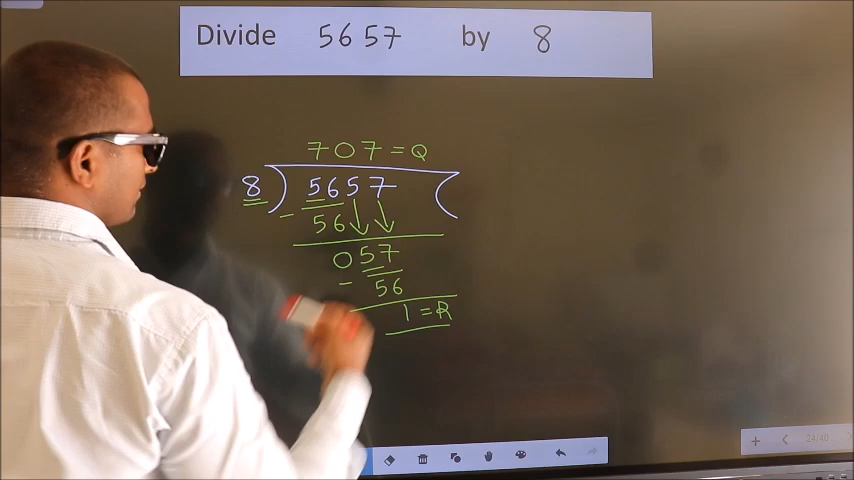 Divide 5657 by 8
707 = Q
8) 5657 (
- 56
057
- 56
1 = R
24/40